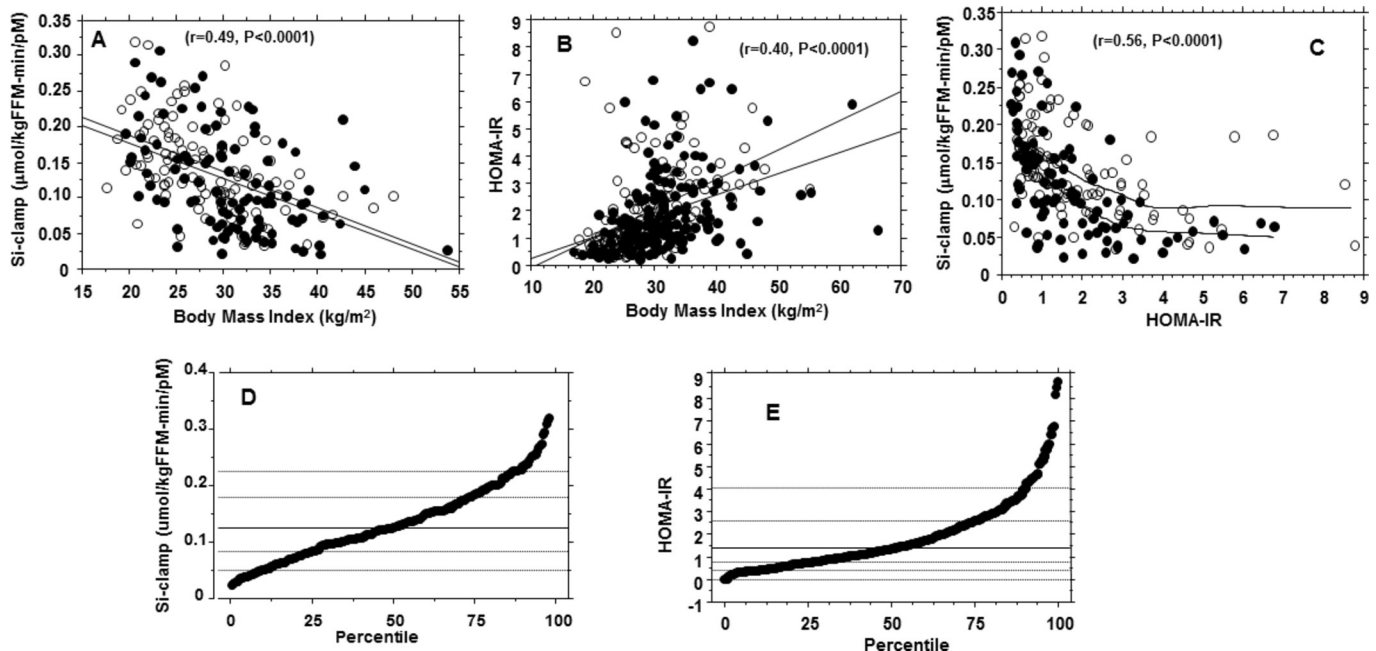 A
(r=0.49, P<0.0001)
Si-clamp (µmol/kgFFM-min/pM)
0.35
0.30
0.25
0.20
0.15
0.10
0.05
0
15 20 25 30 35 40 45 50 55
Body Mass Index (kg/m²)
B
(r=0.40, P<0.0001)
HOMA-IR
9
8
7
6
5
4
3
2
1
0
10 20 30 40 50 60 70
Body Mass Index (kg/m²)
C
(r=0.56, P<0.0001)
Si-clamp (µmol/kgFFM-min/pM)
0.35
0.30
0.25
0.20
0.15
0.10
0.05
0
0 1 2 3 4 5 6 7 8 9
HOMA-IR
D
Si-clamp (umol/kgFFM-min/pM)
0.4
0.3
0.2
0.1
0
0 25 50 75 100
Percentile
E
HOMA-IR
9
8
7
6
5
4
3
2
1
0
-1
0 25 50 75 100
Percentile